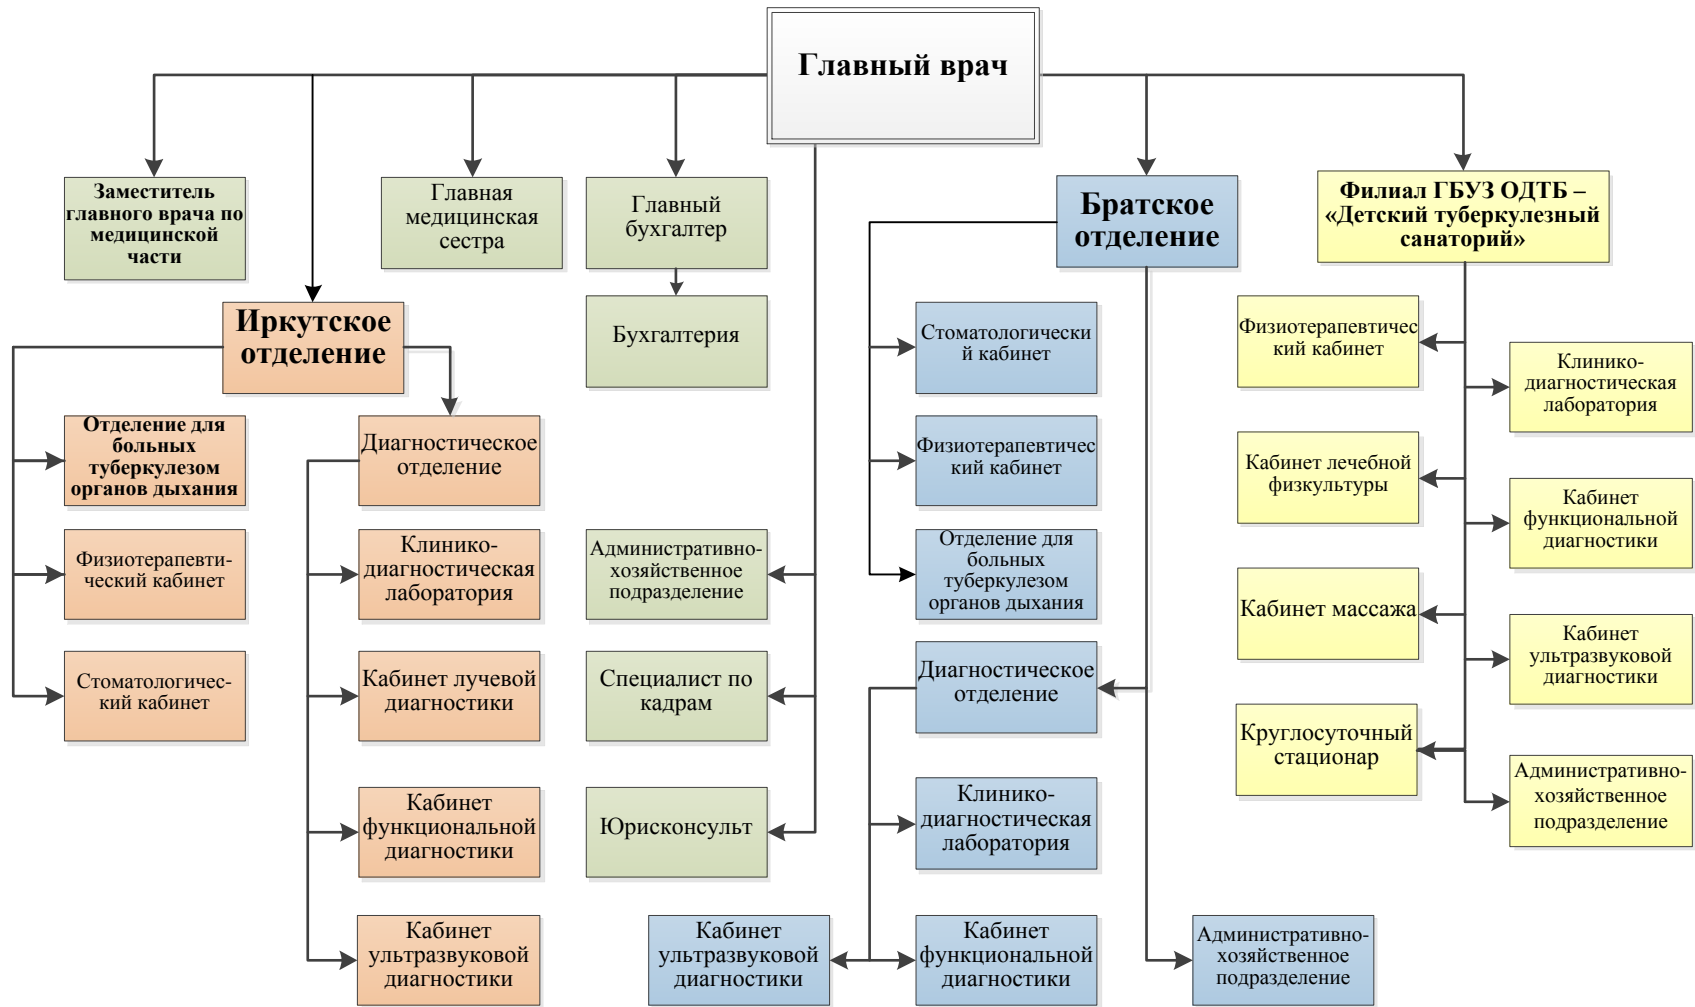 Главный врач
Заместитель
главного врача по
медицинской
части
Главная
медицинская
сестра
Главный
бухгалтер
Братское
отделение
Филиал ГБУЗ ОДТБ –
«Детский туберкулезный
санаторий»
Иркутское
отделение
Бухгалтерия
Отделение для
больных
туберкулезом
органов дыхания
Физиотерапевти-
ческий кабинет
Стоматологичес-
кий кабинет
Диагностическое
отделение
Клинико-
диагностическая
лаборатория
Кабинет лучевой
диагностики
Кабинет
функциональной
диагностики
Кабинет
ультразвуковой
диагностики
Административно-
хозяйственное
подразделение
Специалист по
кадрам
Юрисконсульт
Стоматологически
й кабинет
Физиотерапевтичес
кий кабинет
Отделение для
больных
туберкулезом
органов дыхания
Диагностическое
отделение
Клинико-
диагностическая
лаборатория
Кабинет
ультразвуковой
диагностики
Кабинет
функциональной
диагностики
Административно-
хозяйственное
подразделение
Физиотерапевтичес
кий кабинет
Кабинет лечебной
физкультуры
Кабинет массажа
Круглосуточный
стационар
Клинико-
диагностическая
лаборатория
Кабинет
функциональной
диагностики
Кабинет
ультразвуковой
диагностики
Административно-
хозяйственное
подразделение